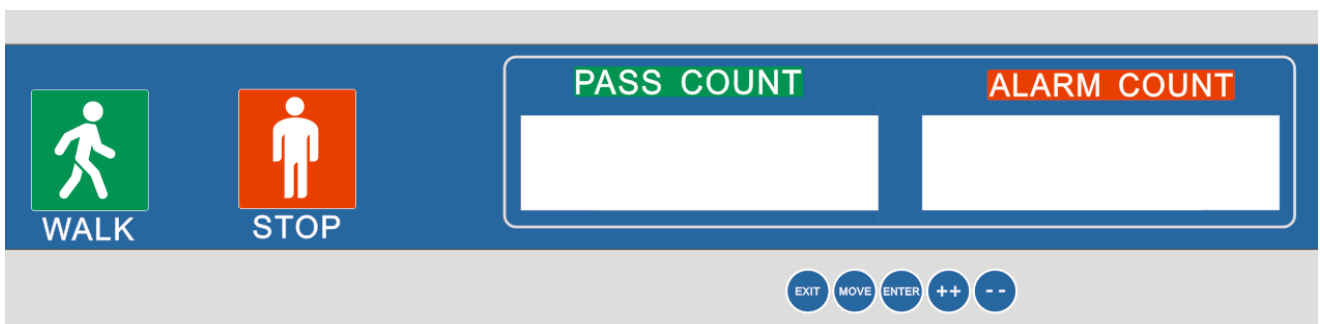 PASS COUNT
ALARM COUNT
WALK
STOP
EXIT
MOVE
ENTER
++
--